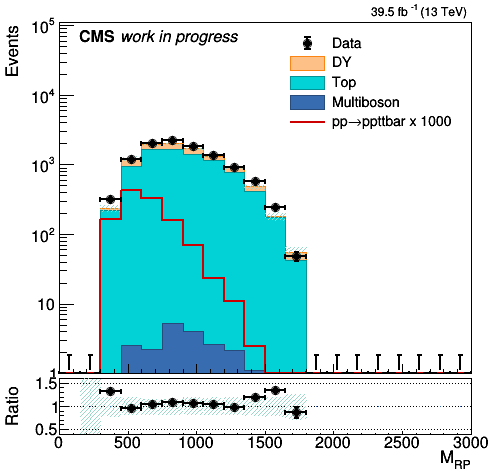 39.5 fb⁻¹ (13 TeV)
CMS work in progress
Events
10⁵
10⁴
10³
10²
10
1
Data
DY
Top
Multiboson
pp→ppttbar x 1000
Ratio
1.5
1
0.5
0 500 1000 1500 2000 2500 3000
M_RP